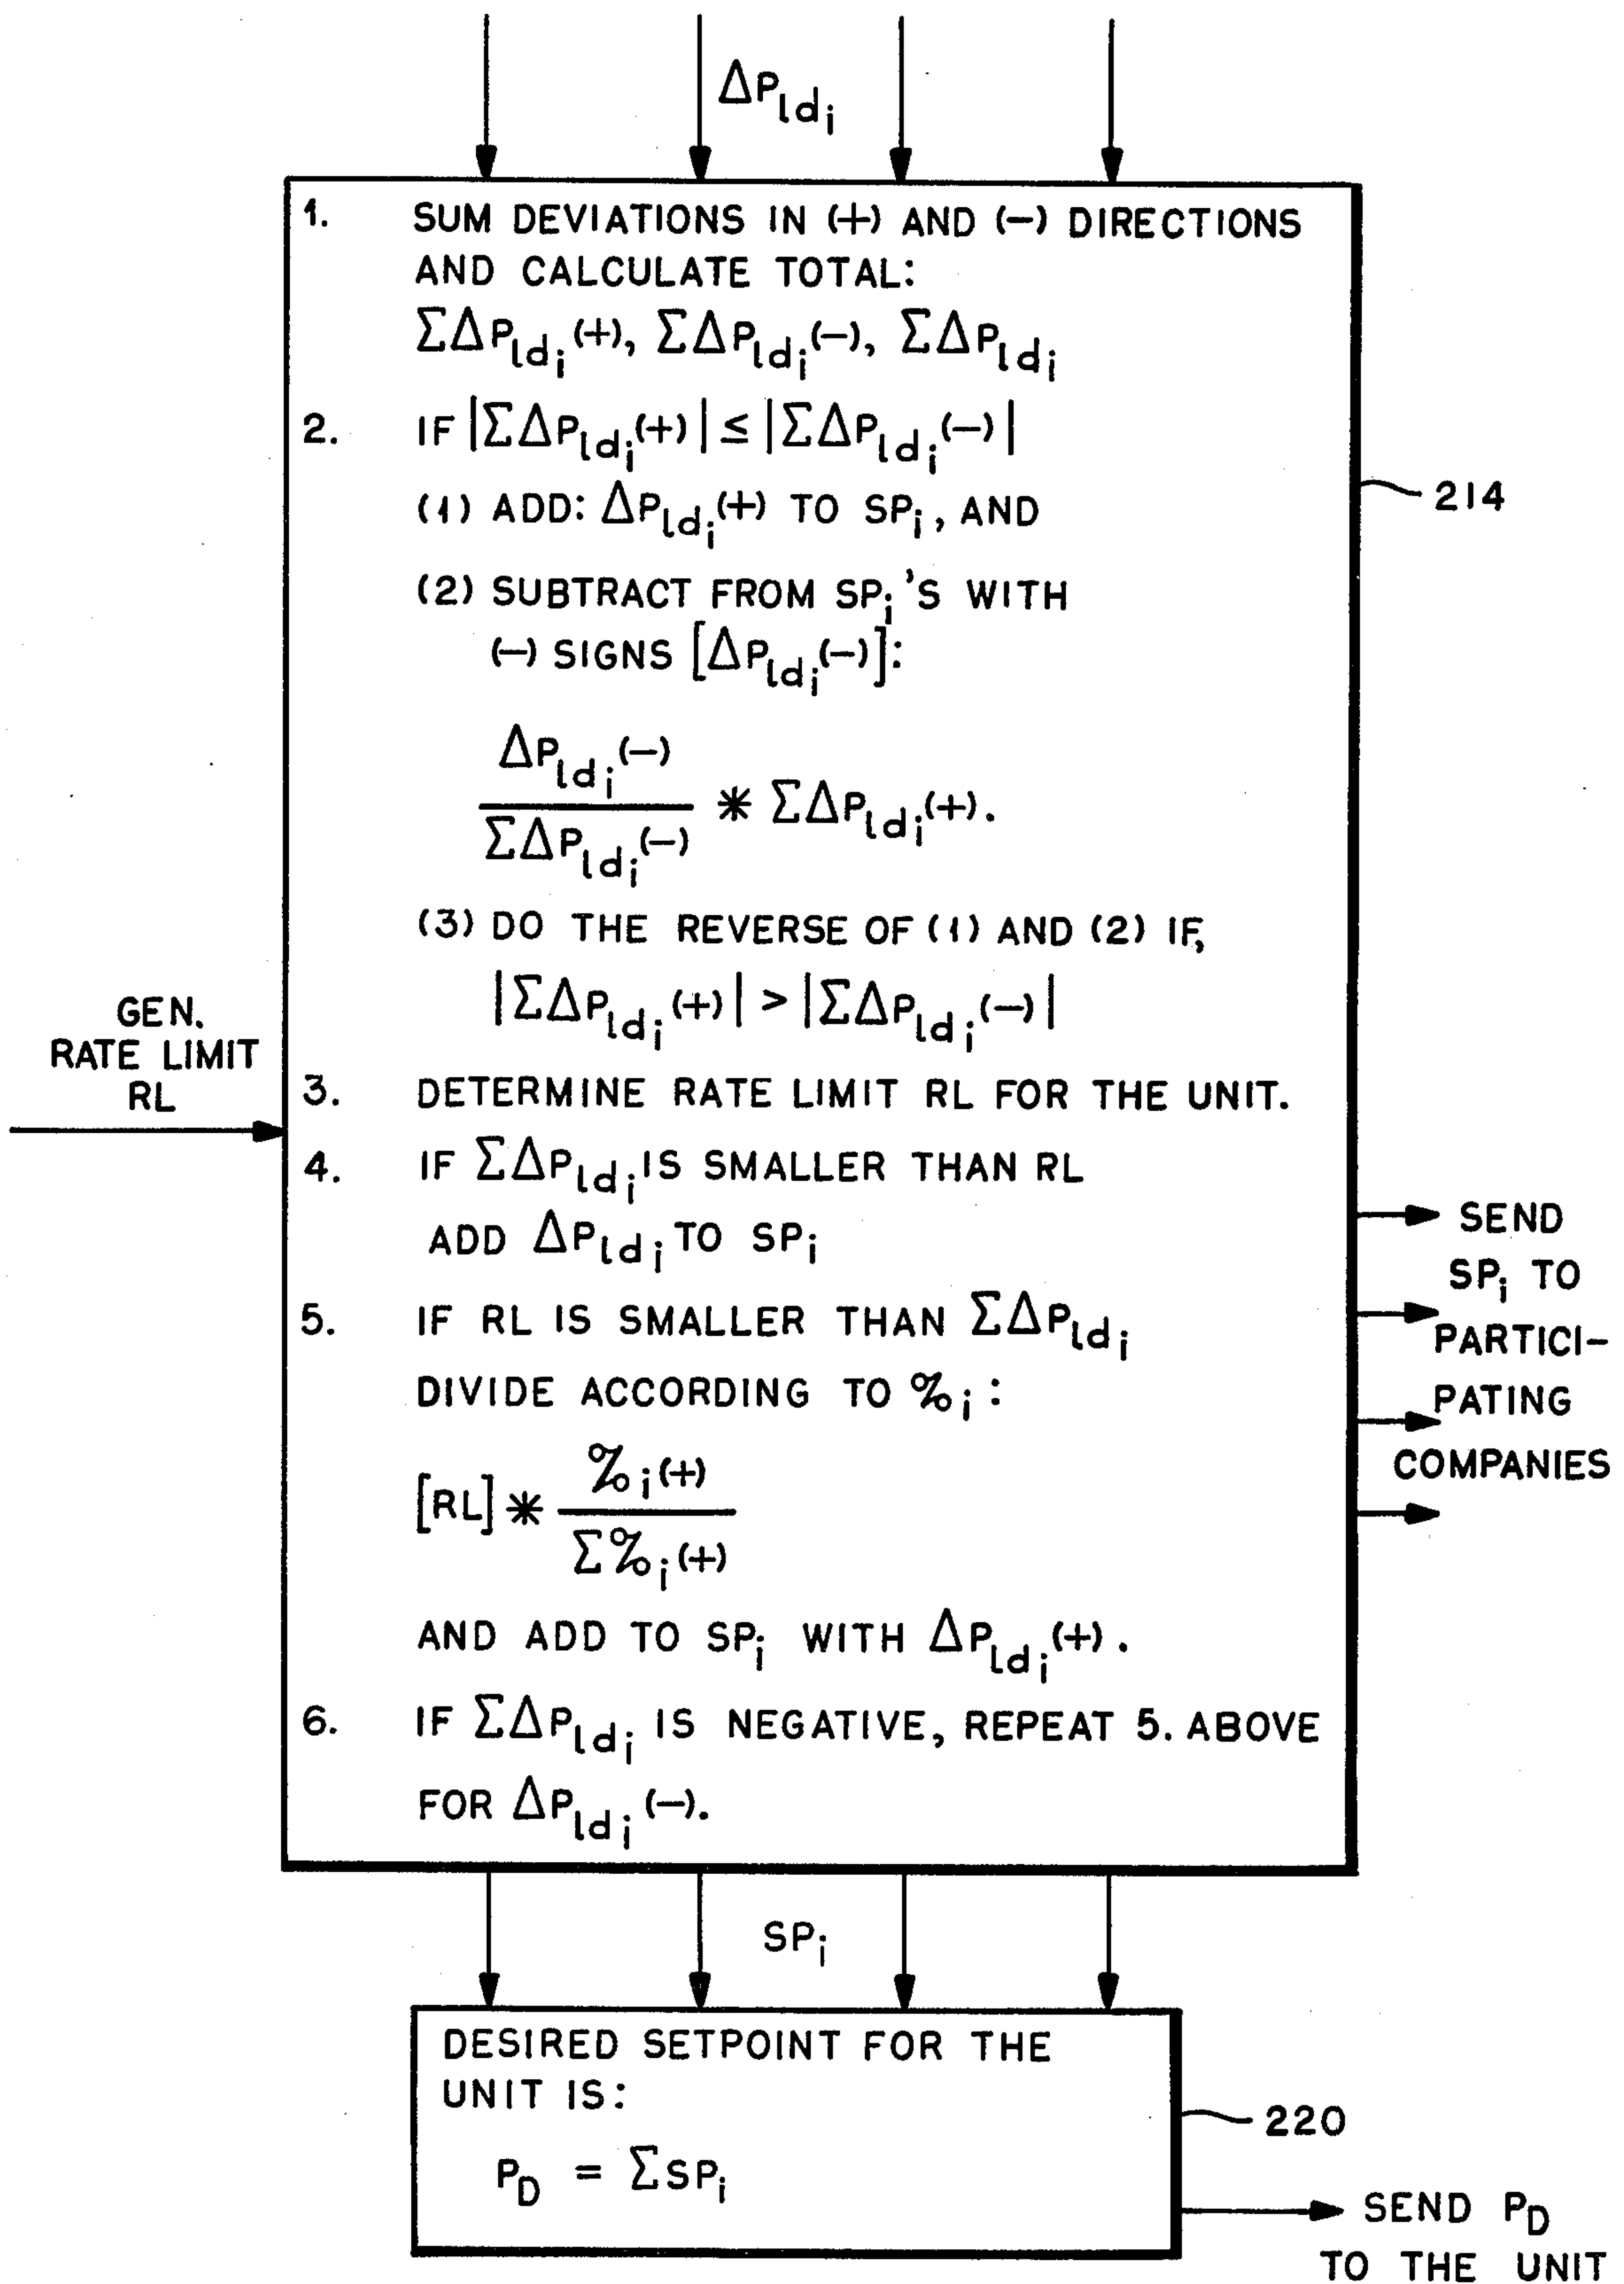 ΔP_ld_i
1. SUM DEVIATIONS IN (+) AND (−) DIRECTIONS
AND CALCULATE TOTAL:
ΣΔP_ld_i(+), ΣΔP_ld_i(−), ΣΔP_ld_i
2. IF |ΣΔP_ld_i(+)| ≤ |ΣΔP_ld_i(−)|
(1) ADD: ΔP_ld_i(+) TO SP_i, AND
(2) SUBTRACT FROM SP_i'S WITH
(−) SIGNS [ΔP_ld_i(−)]:
ΔP_ld_i(−)
ΣΔP_ld_i(−)
* ΣΔP_ld_i(+).
(3) DO THE REVERSE OF (1) AND (2) IF,
|ΣΔP_ld_i(+)| > |ΣΔP_ld_i(−)|
3. DETERMINE RATE LIMIT RL FOR THE UNIT.
4. IF ΣΔP_ld_i IS SMALLER THAN RL
ADD ΔP_ld_i TO SP_i
5. IF RL IS SMALLER THAN ΣΔP_ld_i
DIVIDE ACCORDING TO %_i:
[RL] *
%_i(+)
Σ%_i(+)
AND ADD TO SP_i WITH ΔP_ld_i(+).
6. IF ΣΔP_ld_i IS NEGATIVE, REPEAT 5. ABOVE
FOR ΔP_ld_i(−).
214
GEN.
RATE LIMIT
RL
SEND
SP_i TO
PARTICI-
PATING
COMPANIES
SP_i
DESIRED SETPOINT FOR THE
UNIT IS:
P_D = ΣSP_i
220
SEND P_D
TO THE UNIT